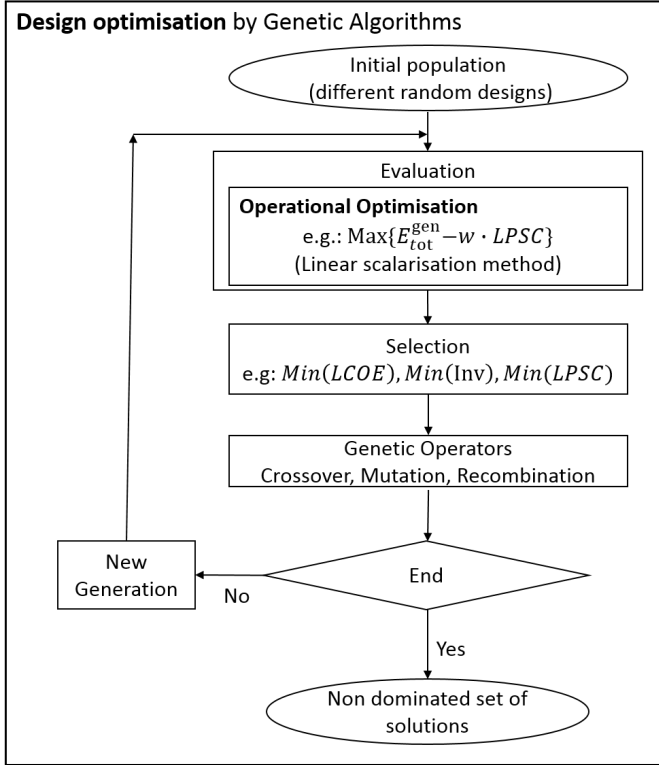 Design optimisation by Genetic Algorithms
Initial population
(different random designs)
Evaluation
Operational Optimisation
e.g.: Max{E_tot^gen−w · LPSC}
(Linear scalarisation method)
Selection
e.g: Min(LCOE), Min(Inv), Min(LPSC)
Genetic Operators
Crossover, Mutation, Recombination
End
New
Generation
No
Yes
Non dominated set of
solutions